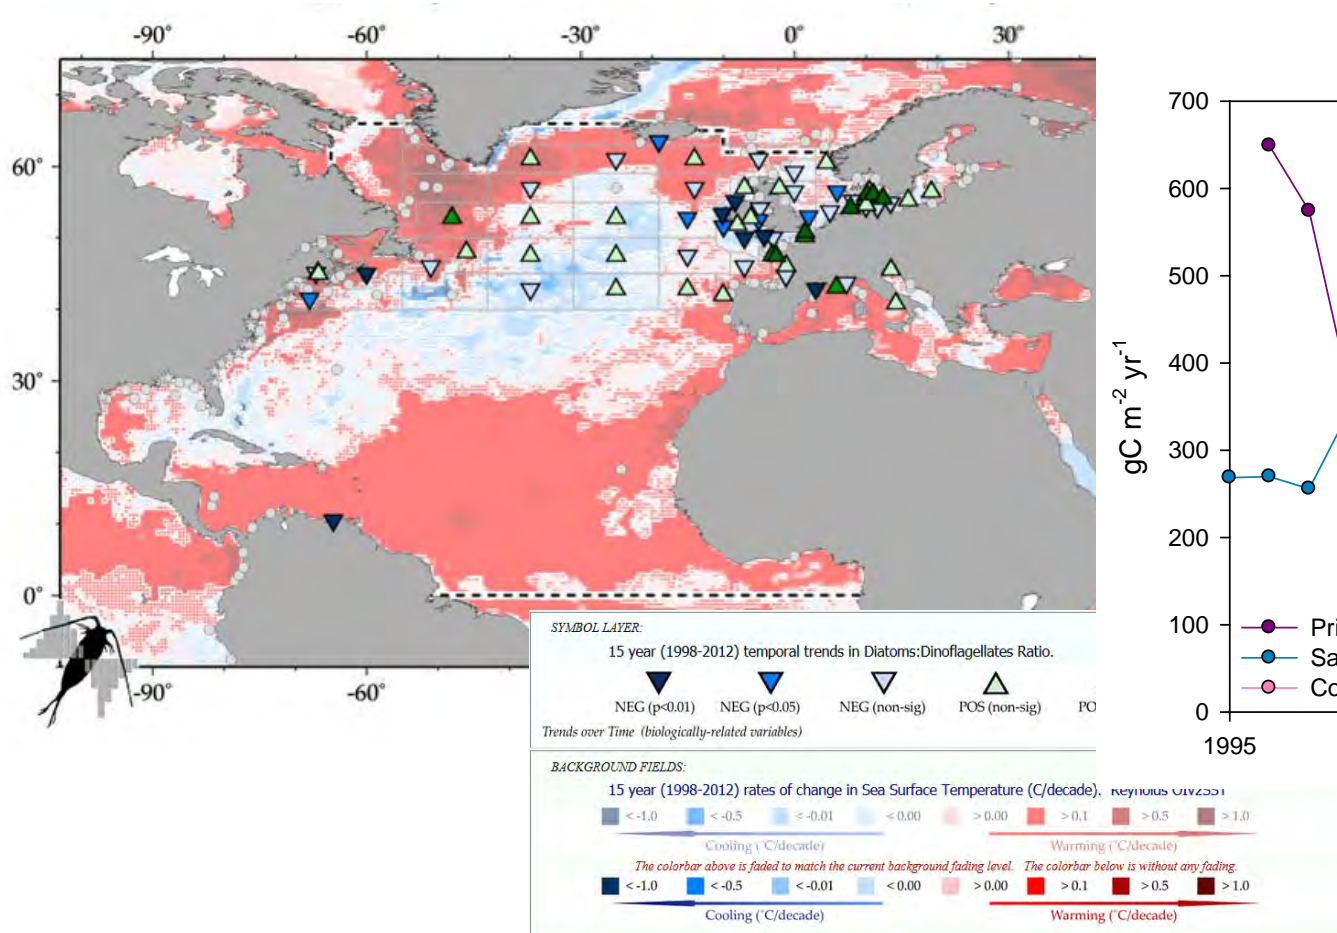 -90° -60° -30° 0° 30°
60°
30°
0°
-90° -60°
SYMBOL LAYER:
15 year (1998-2012) temporal trends in Diatoms:Dinoflagellates Ratio.
NEG (p<0.01) NEG (p<0.05) NEG (non-sig) POS (non-sig) PO
Trends over Time (biologically-related variables)
BACKGROUND FIELDS:
15 year (1998-2012) rates of change in Sea Surface Temperature (C/decade). Reynolds OIv2SST
< -1.0 < -0.5 < -0.01 < 0.00 > 0.00 > 0.1 > 0.5 > 1.0
Cooling (°C/decade) Warming (°C/decade)
The colorbar above is faded to match the current background fading level. The colorbar below is without any fading.
< -1.0 < -0.5 < -0.01 < 0.00 > 0.00 > 0.1 > 0.5 > 1.0
Cooling (°C/decade) Warming (°C/decade)
gC m-2 yr-1
700
600
500
400
300
200
100
0
1995
Pri
Sa
Co